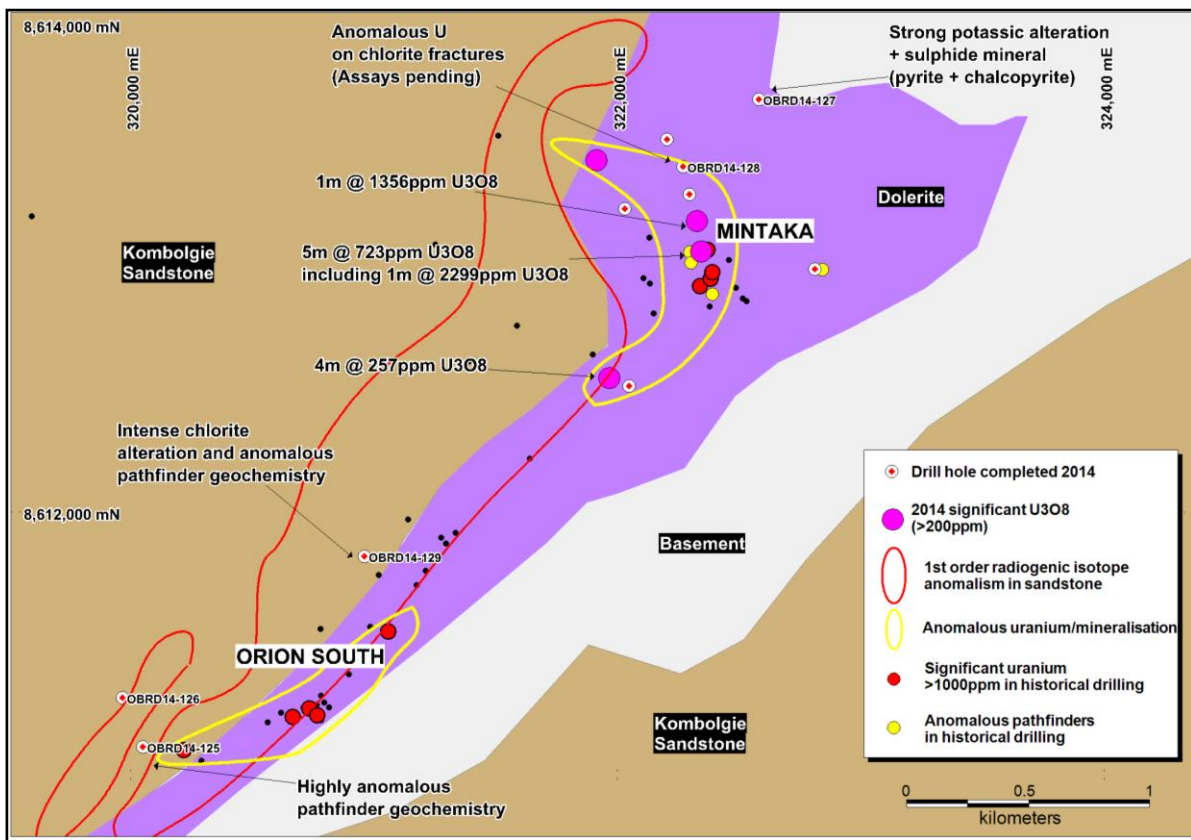 8,614,000 mN
320,000 mE
Anomalous U
on chlorite fractures
(Assays pending)
322,000 mE
Strong potassic alteration
+ sulphide mineral
(pyrite + chalcopyrite)
324,000 mE
OBRD14-127
OBRD14-128
1m @ 1356ppm U3O8
Dolerite
MINTAKA
Kombolgie
Sandstone
5m @ 723ppm U3O8
including 1m @ 2299ppm U3O8
4m @ 257ppm U3O8
Intense chlorite
alteration and anomalous
pathfinder geochemistry
8,612,000 mN
Basement
OBRD14-129
ORION SOUTH
OBRD14-126
OBRD14-125
Highly anomalous
pathfinder geochemistry
Kombolgie
Sandstone
Drill hole completed 2014
2014 significant U3O8
(>200ppm)
1st order radiogenic isotope
anomalism in sandstone
Anomalous uranium/mineralisation
Significant uranium
>1000ppm in historical drilling
Anomalous pathfinders
in historical drilling
0 0.5 1
kilometers